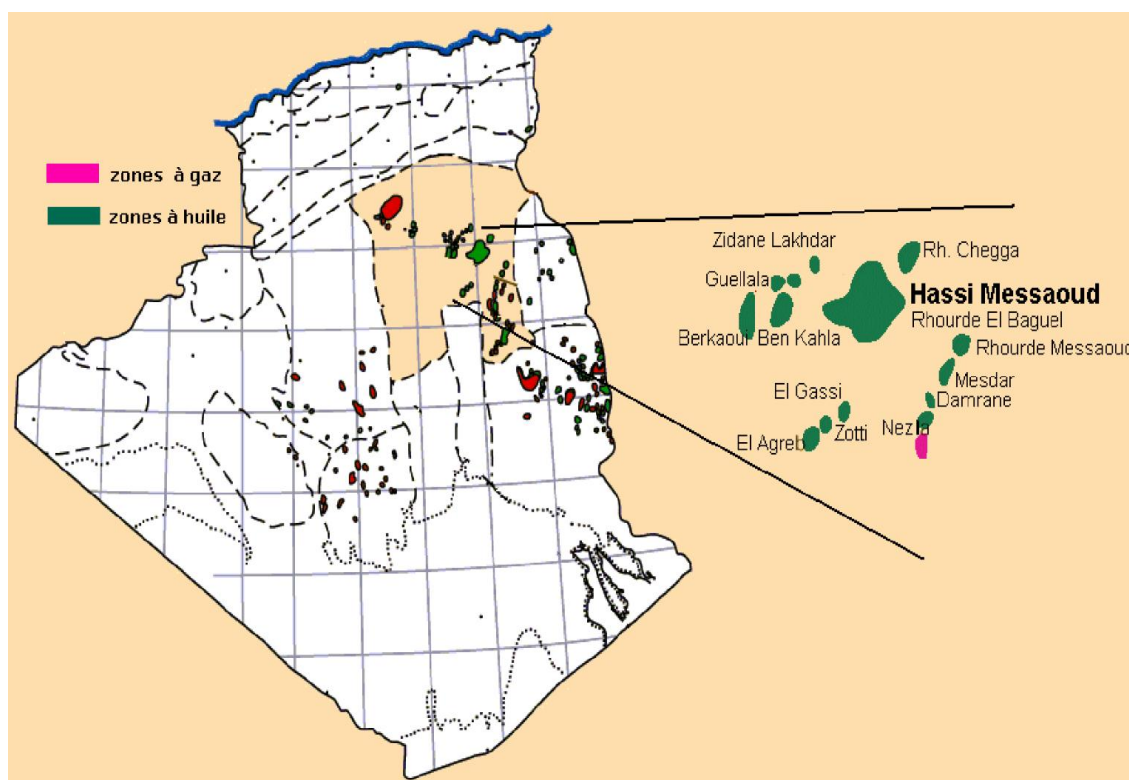 zones à gaz
zones à huile
Zidane Lakhdar
Rh. Chegga
Guellala
Hassi Messaoud
Rhourde El Baguel
Berkaoui Ben Kahla
Rhourde Messaoud
Mesdar
El Gassi
Damrane
Nezla
Zotti
El Agreb